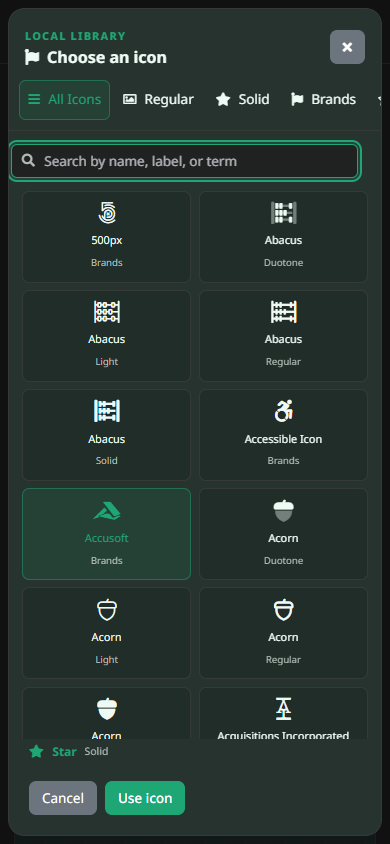 LOCAL LIBRARY
Choose an icon
All Icons
Regular
Solid
Brands
Search by name, label, or term
500px
Brands
Abacus
Duotone
Abacus
Light
Abacus
Regular
Abacus
Solid
Accessible Icon
Brands
Accusoft
Brands
Acorn
Duotone
Acorn
Light
Acorn
Regular
Acorn
Acquisitions Incorporated
Star Solid
Cancel
Use icon